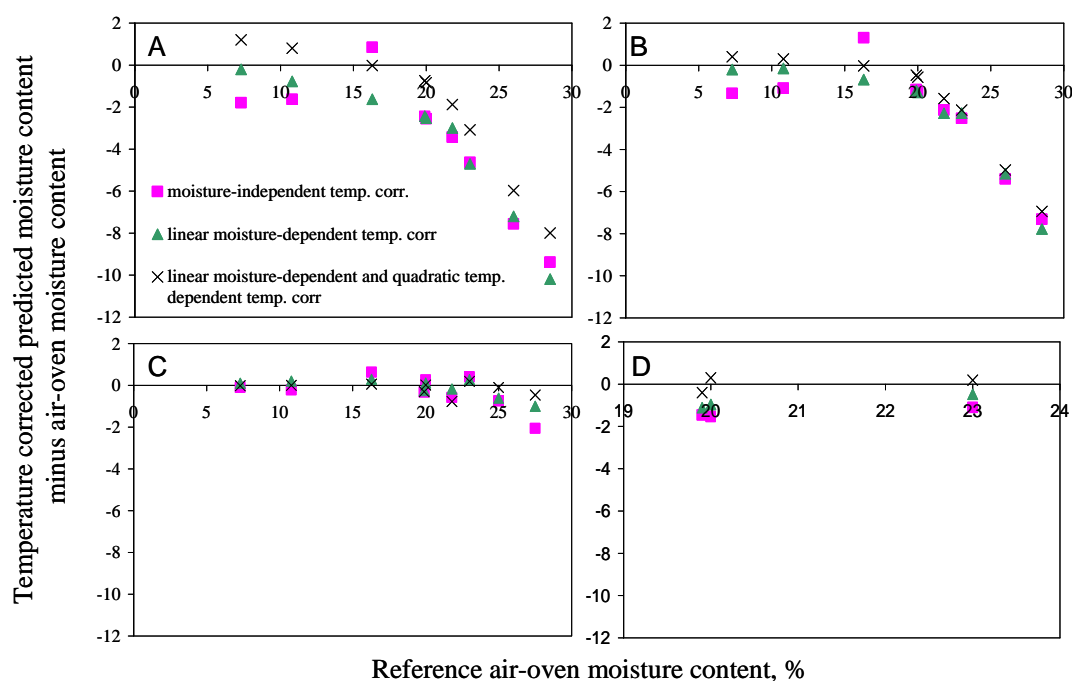 Temperature corrected predicted moisture content
minus air-oven moisture content
A
2
0
-2
-4
-6
-8
-10
-12
0 5 10 15 20 25 30
moisture-independent temp. corr.
linear moisture-dependent temp. corr
linear moisture-dependent and quadratic temp.
dependent temp. corr
B
2
0
-2
-4
-6
-8
-10
-12
0 5 10 15 20 25 30
C
2
0
-2
-4
-6
-8
-10
-12
0 5 10 15 20 25 30
D
2
0
-2
-4
-6
-8
-10
-12
19 20 21 22 23 24
Reference air-oven moisture content, %